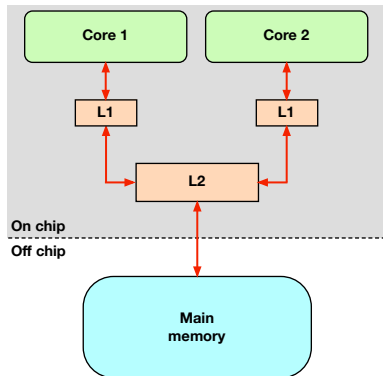 Core 1
Core 2
L1
L1
L2
On chip
Off chip
Main
memory